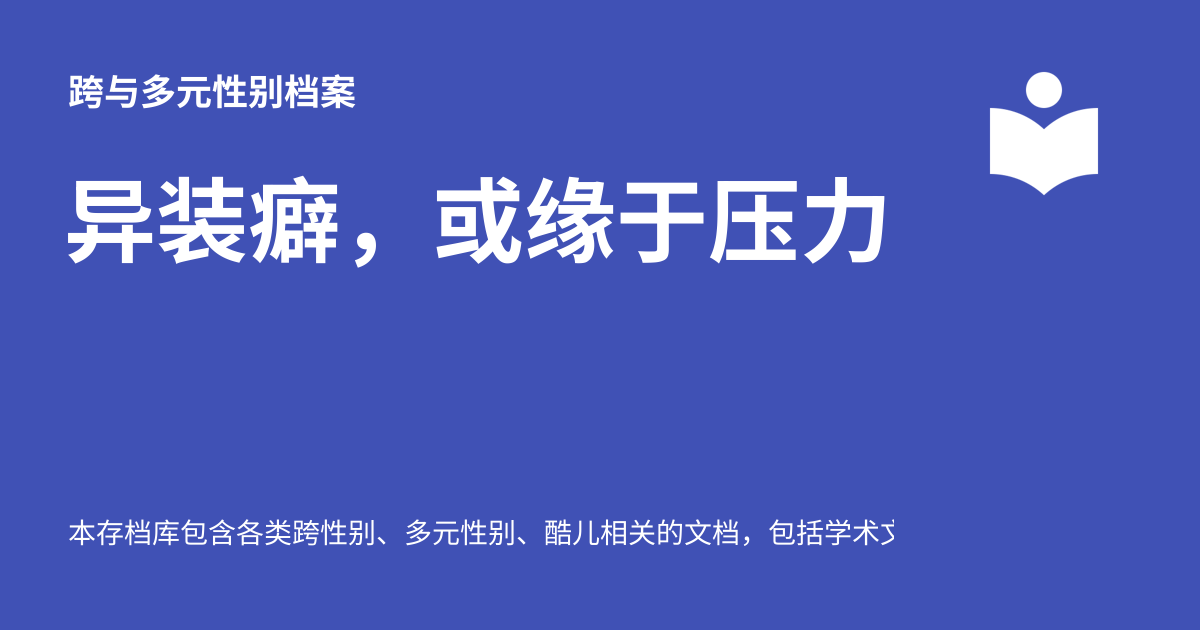 跨与多元性别档案
异装癖，或缘于压力
本存档库包含各类跨性别、多元性别、酷儿相关的文档，包括学术